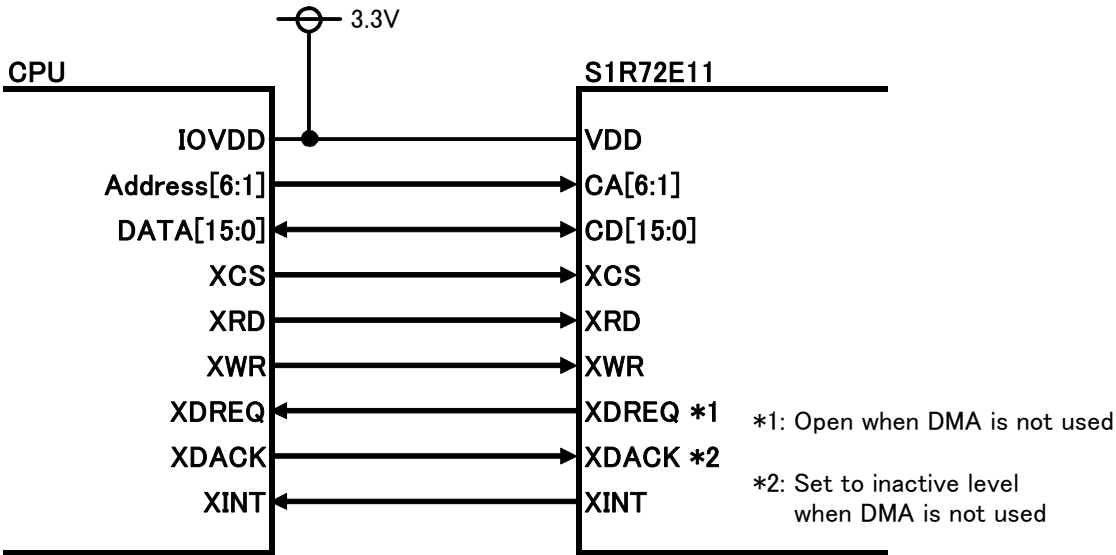 3.3V
CPU
S1R72E11
IOVDD
VDD
Address[6:1]
CA[6:1]
DATA[15:0]
CD[15:0]
XCS
XCS
XRD
XRD
XWR
XWR
XDREQ
XDREQ *1
*1: Open when DMA is not used
XDACK
XDACK *2
*2: Set to inactive level
when DMA is not used
XINT
XINT